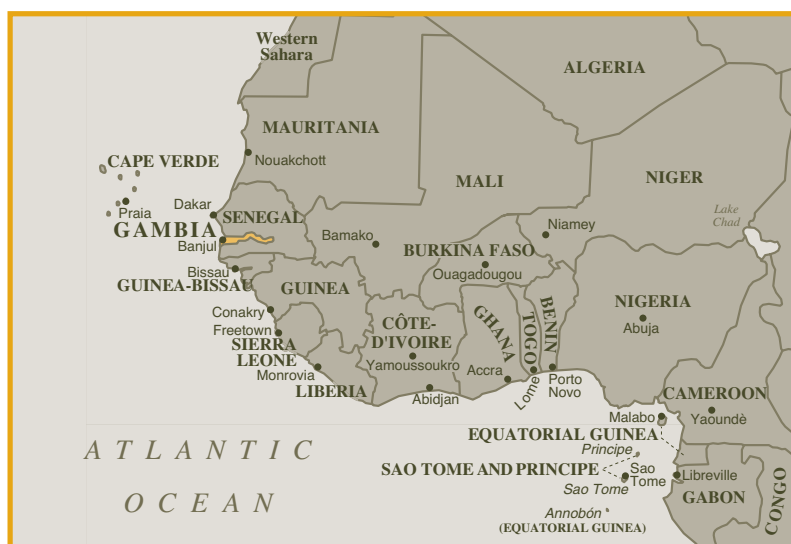 Western
Sahara
ALGERIA
MAURITANIA
Nouakchott
CAPE VERDE
MALI
NIGER
Praia
Dakar
SENEGAL
Lake
Chad
GAMBIA
Banjul
Bamako
Niamey
BURKINA FASO
Ouagadougou
Bissau
GUINEA-BISSAU
GUINEA
NIGERIA
Abuja
Conakry
Freetown
SIERRA
LEONE
Monrovia
LIBERIA
CÔTE-
D'IVOIRE
Yamoussoukro
Abidjan
GHANA
Accra
TOGO
Lome
BENIN
Porto
Novo
CAMEROON
Yaoundè
Malabo
EQUATORIAL GUINEA
Principe
SAO TOME AND PRINCIPE
Sao
Tome
Sao Tome
Libreville
GABON
CONGO
Annobón
(EQUATORIAL GUINEA)
ATLANTIC
OCEAN